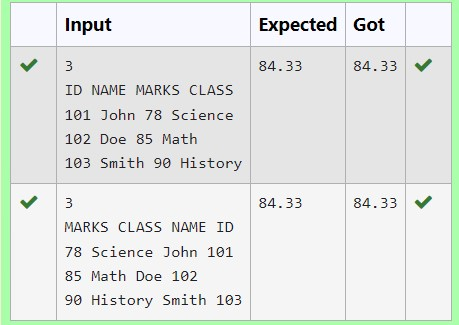 Input Expected Got
3 84.33 84.33
ID NAME MARKS CLASS
101 John 78 Science
102 Doe 85 Math
103 Smith 90 History
3 84.33 84.33
MARKS CLASS NAME ID
78 Science John 101
85 Math Doe 102
90 History Smith 103